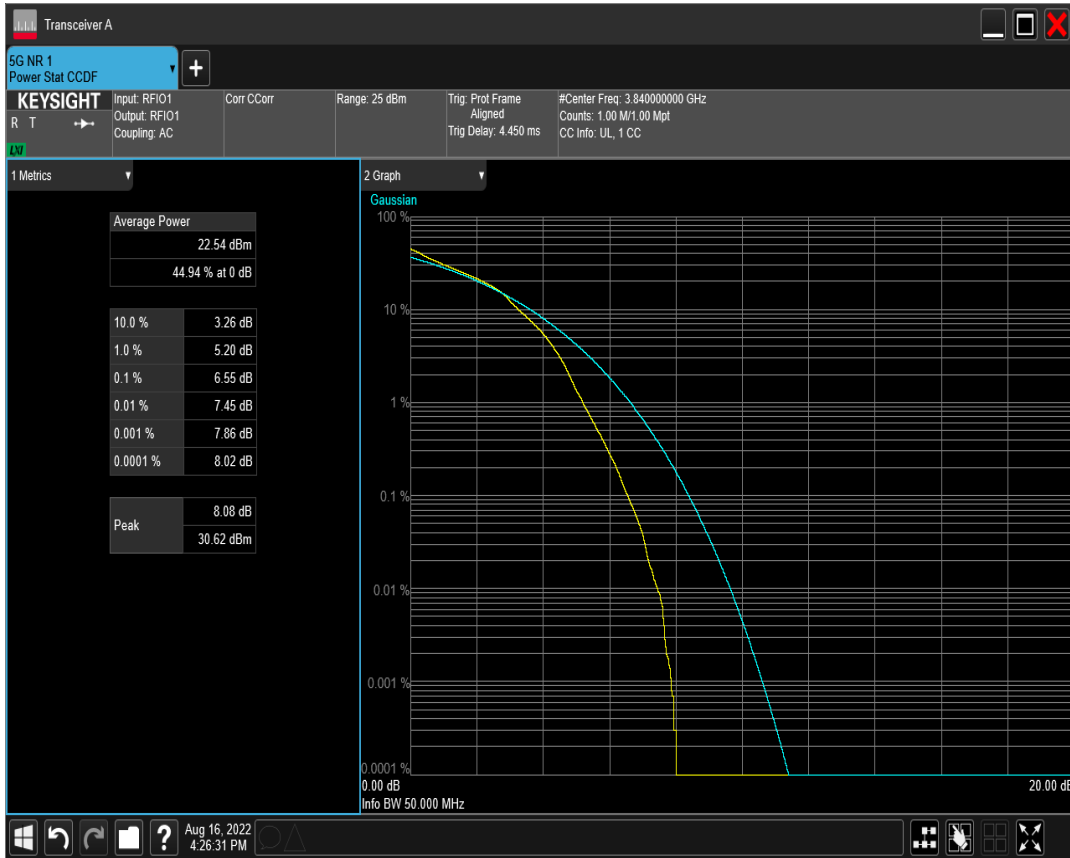 Transceiver A
5G NR 1
Power Stat CCDF
+
KEYSIGHT
R T
LXI
Input: RFIO1
Output: RFIO1
Coupling: AC
Corr CCorr
Range: 25 dBm
Trig: Prot Frame
Aligned
Trig Delay: 4.450 ms
#Center Freq: 3.840000000 GHz
Counts: 1.00 M/1.00 Mpt
CC Info: UL, 1 CC
1 Metrics
Average Power
22.54 dBm
44.94 % at 0 dB
10.0 % 3.26 dB
1.0 % 5.20 dB
0.1 % 6.55 dB
0.01 % 7.45 dB
0.001 % 7.86 dB
0.0001 % 8.02 dB
Peak 8.08 dB
30.62 dBm
2 Graph
Gaussian
100 %
10 %
1 %
0.1 %
0.01 %
0.001 %
0.0001 %
0.00 dB 20.00 dB
Info BW 50.000 MHz
?
Aug 16, 2022
4:26:31 PM